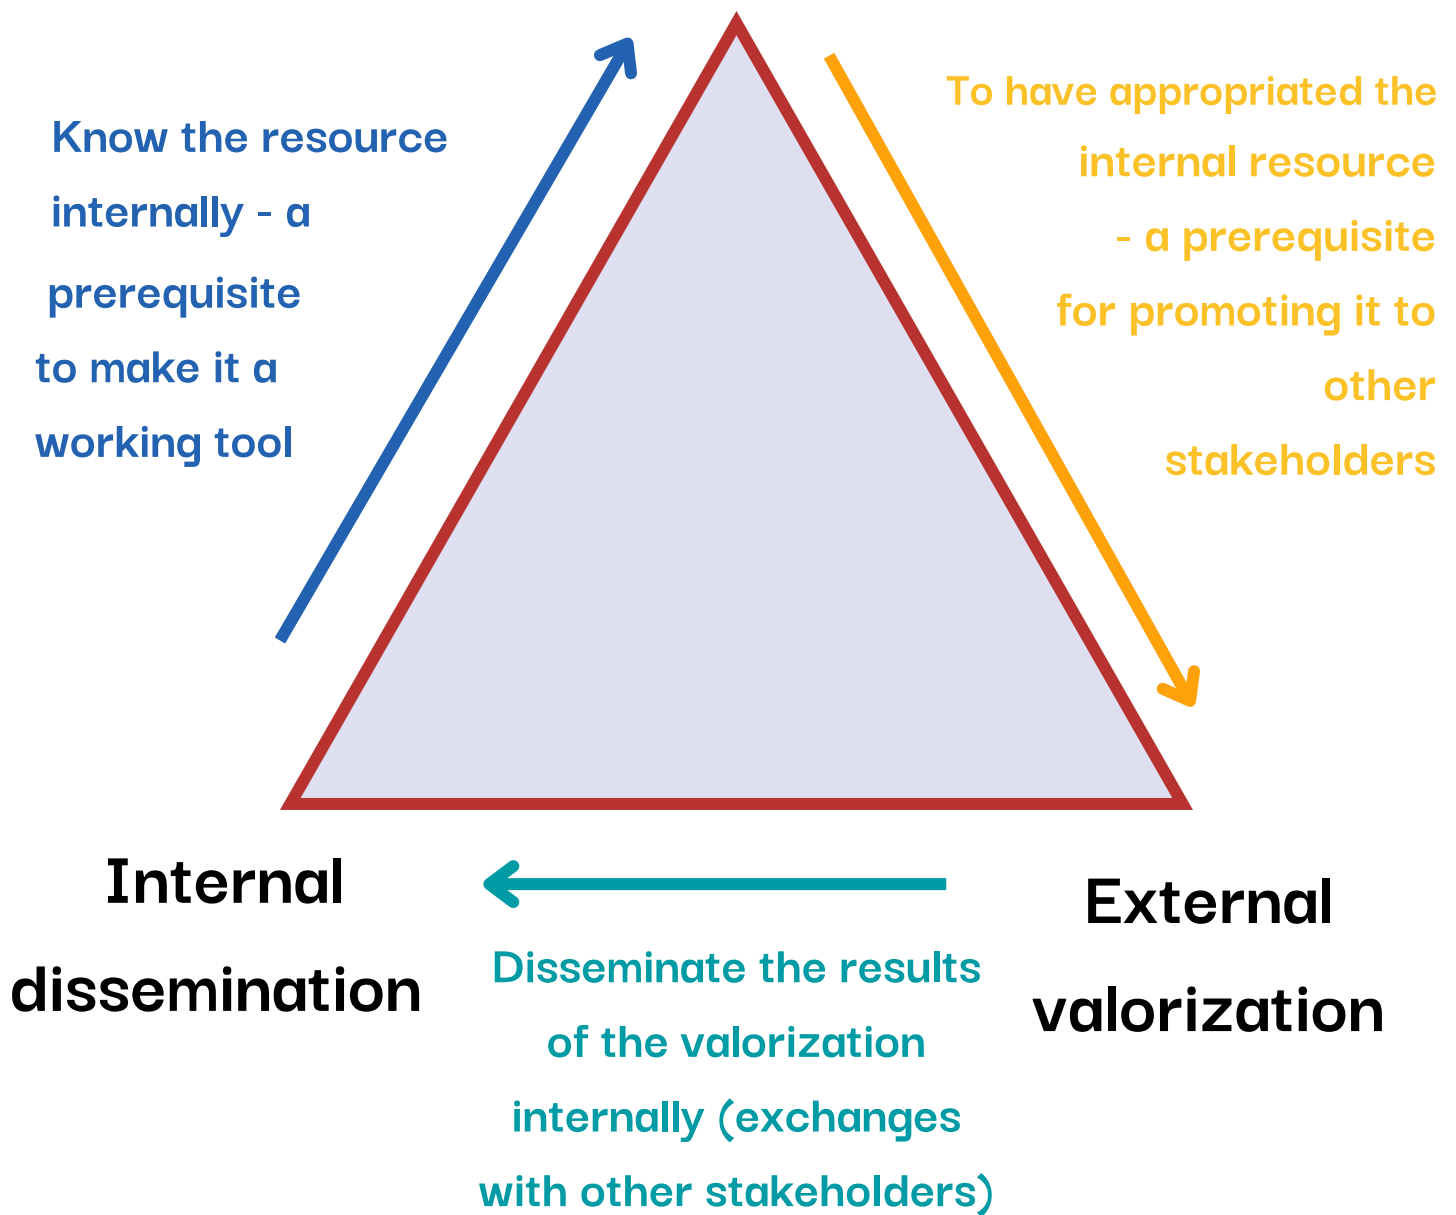 Know the resource
internally - a
prerequisite
to make it a
working tool
To have appropriated the
internal resource
- a prerequisite
for promoting it to
other
stakeholders
Internal
dissemination
Disseminate the results
of the valorization
internally (exchanges
with other stakeholders)
External
valorization